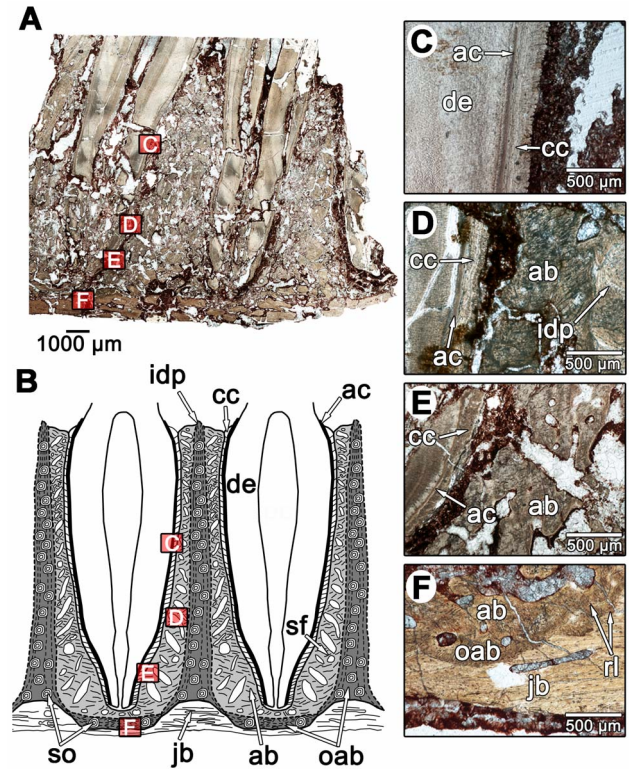 A
C
D
E
F
1000 µm
B
idp
cc
ac
de
C
D
sf
E
F
so
jb
ab
oab
C
ac
de
cc
500 µm
D
cc
ab
idp
ac
500 µm
E
cc
ac
ab
500 µm
F
ab
oab
rl
jb
500 µm